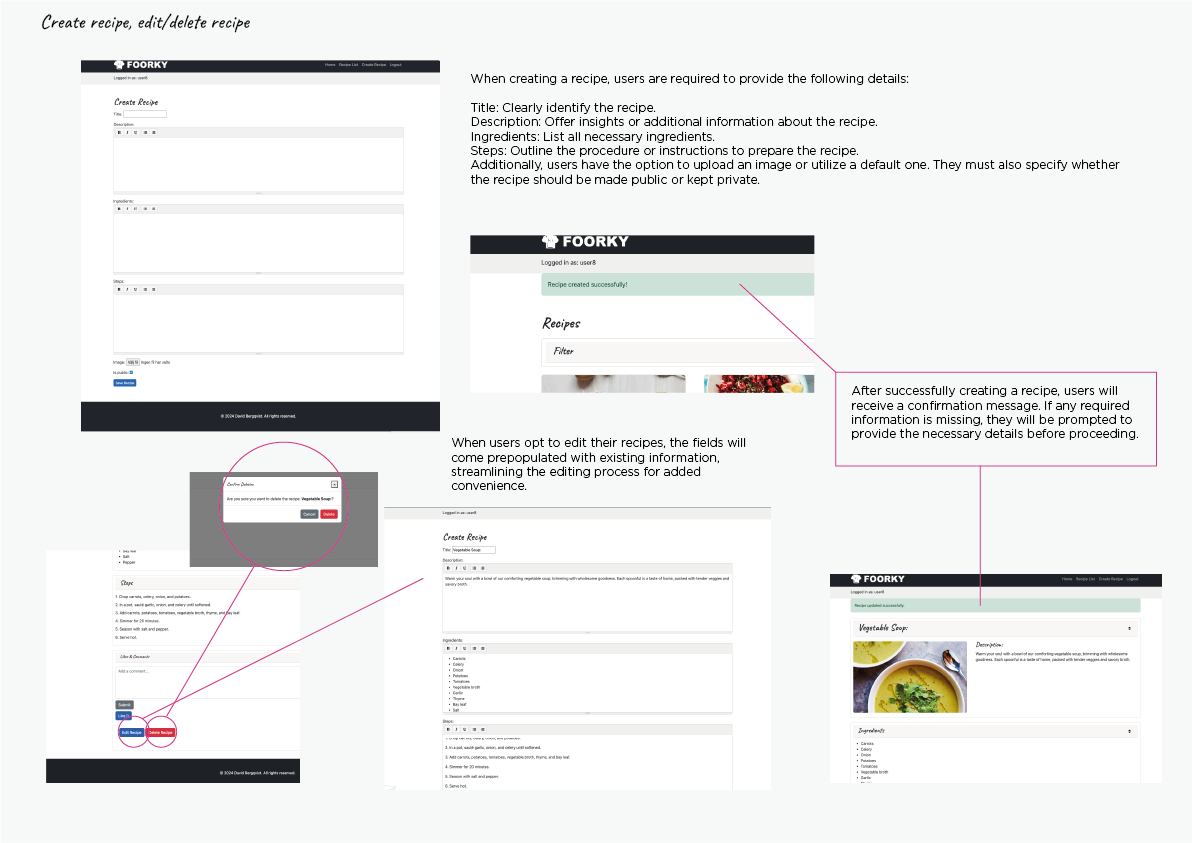 Create recipe, edit/delete recipe
FOORKY
Home Recipe List Create Recipe Logout
Logged in as: user8
Create Recipe
Title:
Description:
B I U
Ingredients:
B I U
Steps:
B I U
Image: Välj fil Ingen fil har valts
Is public:
Save Recipe
© 2024 David Bergqvist. All rights reserved.
When creating a recipe, users are required to provide the following details:
Title: Clearly identify the recipe.
Description: Offer insights or additional information about the recipe.
Ingredients: List all necessary ingredients.
Steps: Outline the procedure or instructions to prepare the recipe.
Additionally, users have the option to upload an image or utilize a default one. They must also specify whether
the recipe should be made public or kept private.
FOORKY
Logged in as: user8
Recipe created successfully!
Recipes
Filter
After successfully creating a recipe, users will
receive a confirmation message. If any required
information is missing, they will be prompted to
provide the necessary details before proceeding.
When users opt to edit their recipes, the fields will
come prepopulated with existing information,
streamlining the editing process for added
convenience.
Confirm Deletion
x
Are you sure you want to delete the recipe: Vegetable Soup:?
Cancel Delete
Bay leaf
Salt
Pepper
Steps
1. Chop carrots, celery, onion, and potatoes.
2. In a pot, sauté garlic, onion, and celery until softened.
3. Add carrots, potatoes, tomatoes, vegetable broth, thyme, and bay leaf
4. Simmer for 20 minutes.
5. Season with salt and pepper.
6. Serve hot.
Likes & Comments
Add a comment...
Submit
Like
Edit Recipe Delete Recipe
© 2024 David Bergqvist. All rights reserved.
Logged in as: user8
Create Recipe
Title: Vegetable Soup:
Description:
B I U
Warm your soul with a bowl of our comforting vegetable soup, brimming with wholesome goodness. Each spoonful is a taste of home, packed with tender veggies and
savory broth.
Ingredients:
B I U
Carrots
Celery
Onion
Potatoes
Tomatoes
Vegetable broth
Garlic
Thyme
Bay leaf
Salt
Steps:
B I U
1. Chop carrots, celery, onion, and potatoes.
2. In a pot, sauté garlic, onion, and celery until softened.
3. Add carrots, potatoes, tomatoes, vegetable broth, thyme, and bay leaf.
4. Simmer for 20 minutes.
5. Season with salt and pepper.
6. Serve hot.
FOORKY
Home Recipe List Create Recipe Logout
Logged in as: user8
Recipe updated successfully.
Vegetable Soup:
Description:
Warm your soul with a bowl of our comforting vegetable soup, brimming with wholesome
goodness. Each spoonful is a taste of home, packed with tender veggies and savory broth.
Ingredients
Carrots
Celery
Onion
Potatoes
Tomatoes
Vegetable broth
Garlic